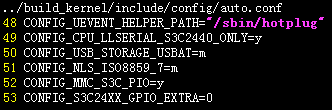 ../build_kernel/include/config/auto.conf
48 CONFIG_UEVENT_HELPER_PATH="/sbin/hotplug"
49 CONFIG_CPU_LLSERIAL_S3C2440_ONLY=y
50 CONFIG_USB_STORAGE_USBAT=m
51 CONFIG_NLS_ISO8859_7=m
52 CONFIG_MMC_S3C_PIO=y
53 CONFIG_S3C24XX_GPIO_EXTRA=0